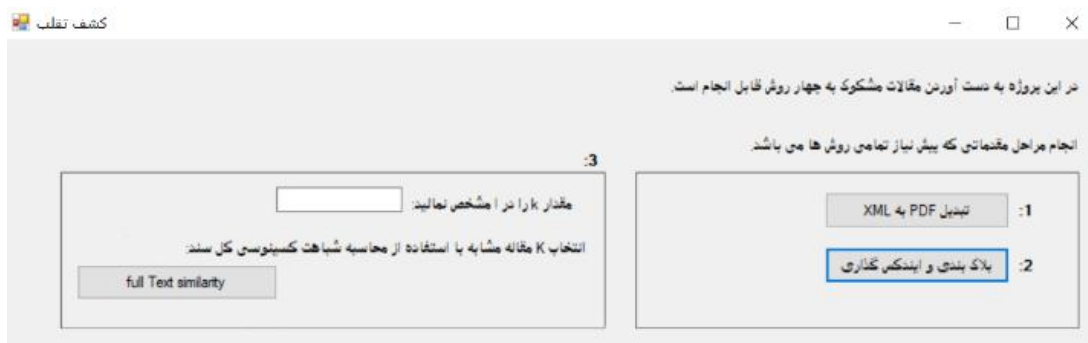 کشف تقلب
در این پروژه به دست آوردن مقالات مشکوک به چهار روش قابل انجام است.
انجام مراحل مقدماتی که پیش نیاز تمامی روش ها می باشد.
1: تبدیل PDF به XML
2: بلاک بندی و ایندکس گذاری
3:
مقدار k را در ا مشخص نمالید:
انتخاب K مقاله مشابه با استفاده از محاسبه شباهت کسینوسی کل سند:
full Text similarity